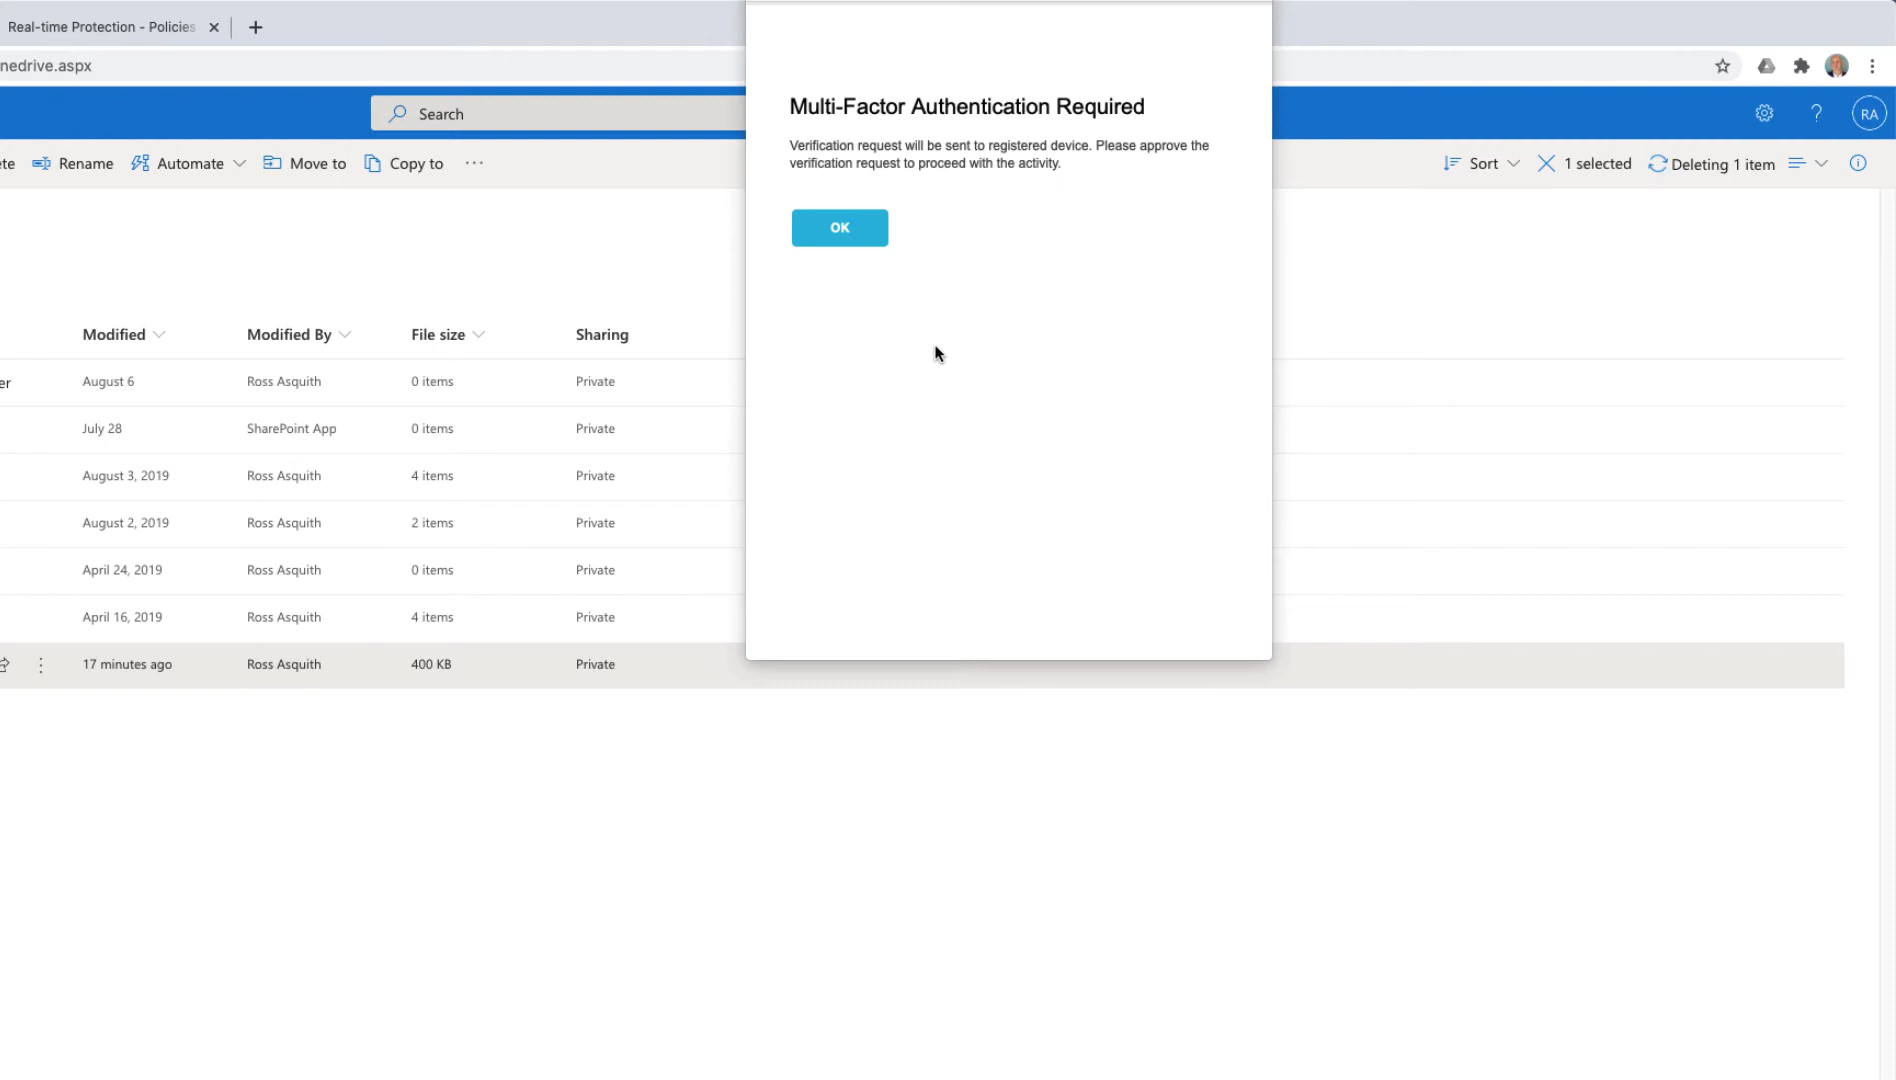 Real-time Protection - Policies
nedrive.aspx
Search
RA
te Rename Automate Move to Copy to ... Sort 1 selected Deleting 1 item
Multi-Factor Authentication Required
Verification request will be sent to registered device. Please approve the
verification request to proceed with the activity.
OK
Modified Modified By File size Sharing
er August 6 Ross Asquith 0 items Private
July 28 SharePoint App 0 items Private
August 3, 2019 Ross Asquith 4 items Private
August 2, 2019 Ross Asquith 2 items Private
April 24, 2019 Ross Asquith 0 items Private
April 16, 2019 Ross Asquith 4 items Private
17 minutes ago Ross Asquith 400 KB Private